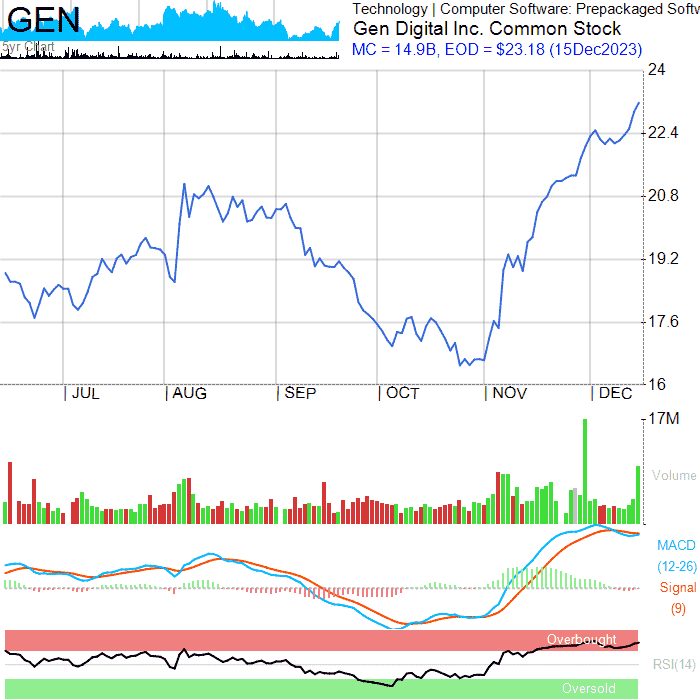 GEN
5yr Chart
Technology | Computer Software: Prepackaged Softw
Gen Digital Inc. Common Stock
MC = 14.9B, EOD = $23.18 (15Dec2023)
24
22.4
20.8
19.2
17.6
16
| JUL | AUG | SEP | OCT | NOV | DEC
17M
Volume
MACD
(12-26)
Signal
(9)
Overbought
RSI(14)
Oversold